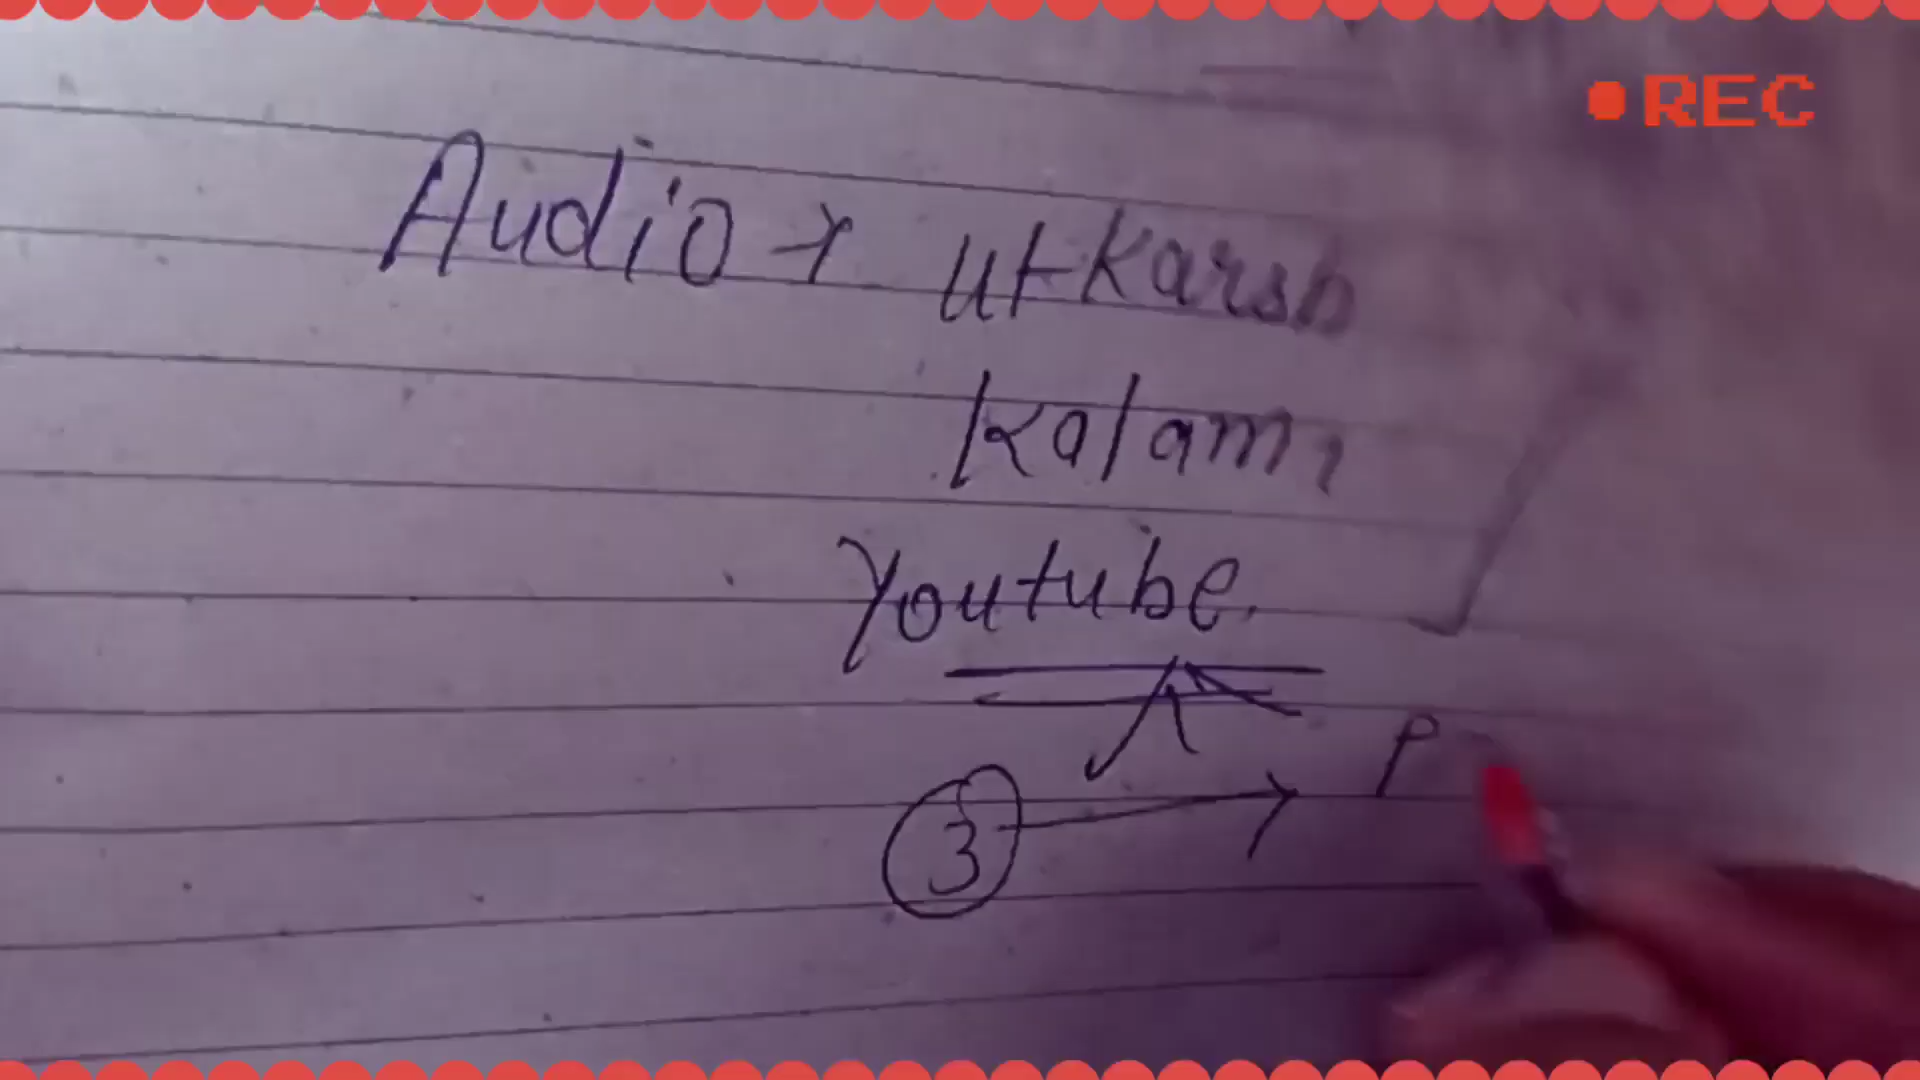 REC
Audio → Utkarsh
Kalam,
Youtube.
3 → P